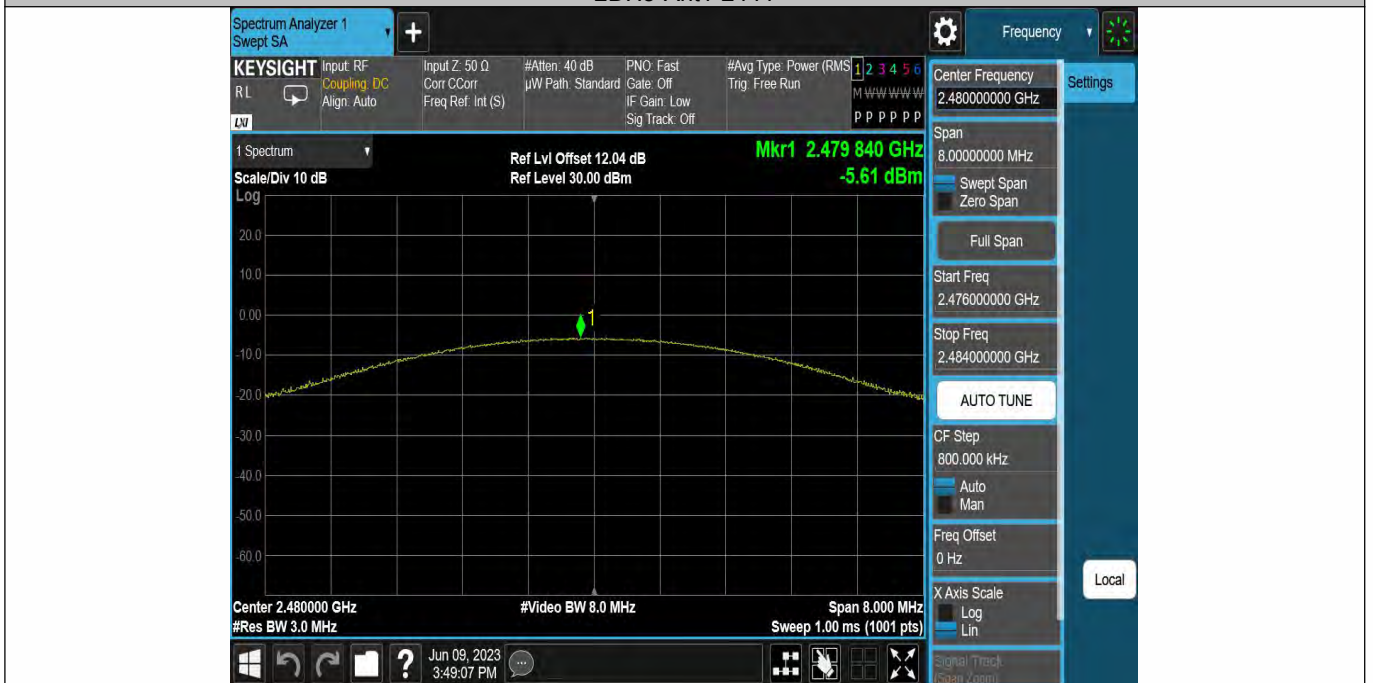 Spectrum Analyzer 1
Swept SA
+
Frequency
KEYSIGHT
RL
LXI
Input: RF
Coupling: DC
Align: Auto
Input Z: 50 Ω
Corr CCorr
Freq Ref: Int (S)
#Atten: 40 dB
µW Path: Standard
PNO: Fast
Gate: Off
IF Gain: Low
Sig Track: Off
#Avg Type: Power (RMS
Trig: Free Run
1 2 3 4 5 6
M W W W W W
P P P P P P
1 Spectrum
Scale/Div 10 dB
Log
Ref Lvl Offset 12.04 dB
Ref Level 30.00 dBm
Mkr1 2.479 840 GHz
-5.61 dBm
20.0
10.0
0.00
-10.0
-20.0
-30.0
-40.0
-50.0
-60.0
1
Center 2.480000 GHz
#Res BW 3.0 MHz
#Video BW 8.0 MHz
Span 8.000 MHz
Sweep 1.00 ms (1001 pts)
Center Frequency
2.480000000 GHz
Settings
Span
8.00000000 MHz
Swept Span
Zero Span
Full Span
Start Freq
2.476000000 GHz
Stop Freq
2.484000000 GHz
AUTO TUNE
CF Step
800.000 kHz
Auto
Man
Freq Offset
0 Hz
X Axis Scale
Log
Lin
Local
Signal Track
(Span Zoom)
?
Jun 09, 2023
3:49:07 PM